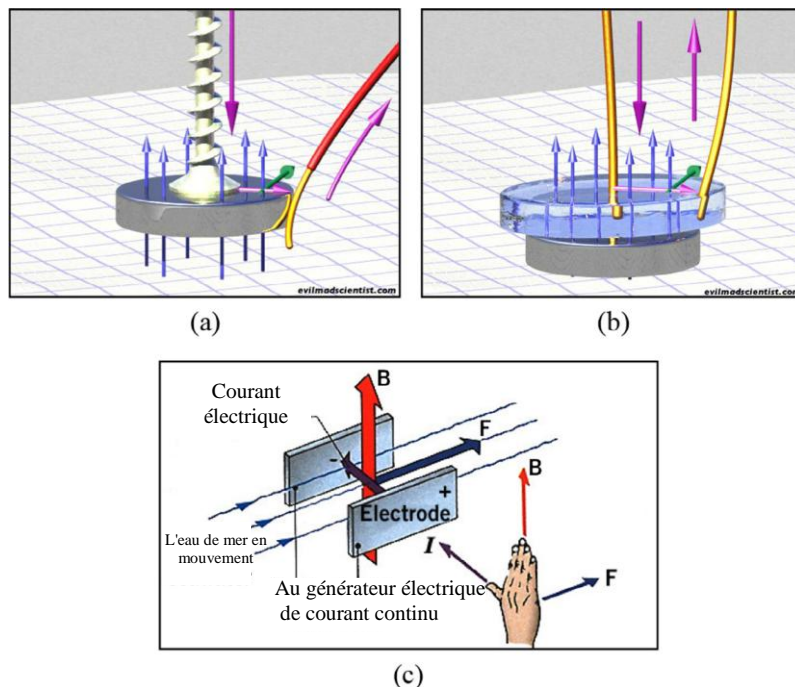 evilmadscientist.com
evilmadscientist.com
(a)
(b)
Courant
électrique
B
F
-
+
Electrode
B
L'eau de mer en
mouvement
I
F
Au générateur électrique
de courant continu
(c)